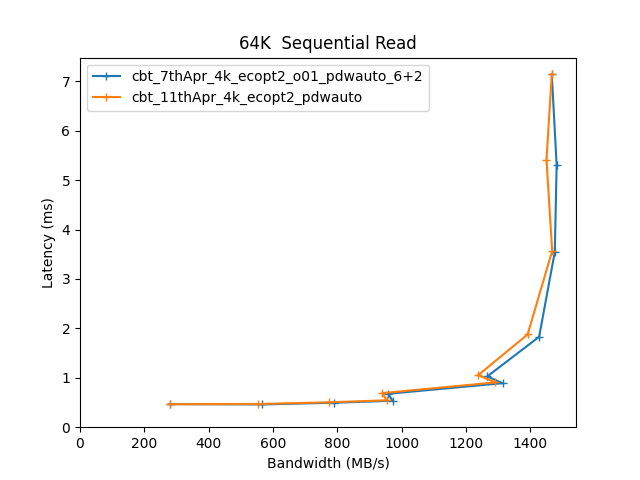 64K  Sequential Read
cbt_7thApr_4k_ecopt2_o01_pdwauto_6+2
cbt_11thApr_4k_ecopt2_pdwauto
Latency (ms)
7
6
5
4
3
2
1
0
0 200 400 600 800 1000 1200 1400
Bandwidth (MB/s)